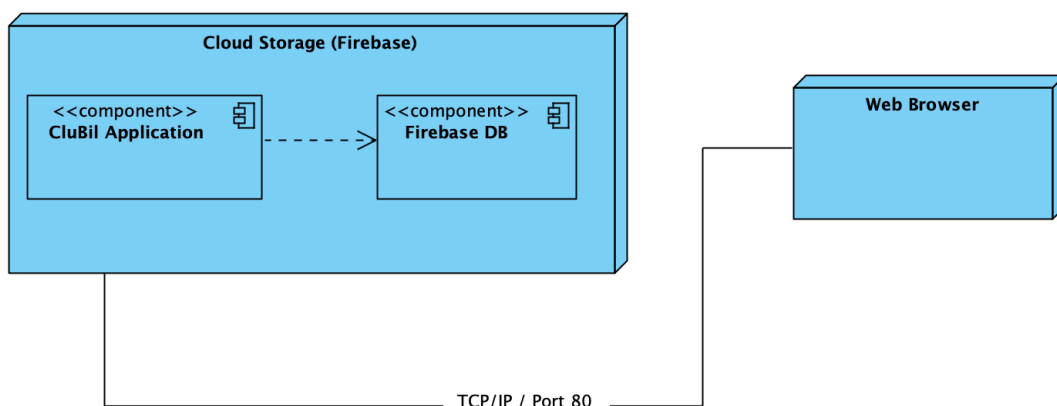 Cloud Storage (Firebase)
<<component>>
CluBil Application
<<component>>
Firebase DB
Web Browser
TCP/IP / Port 80